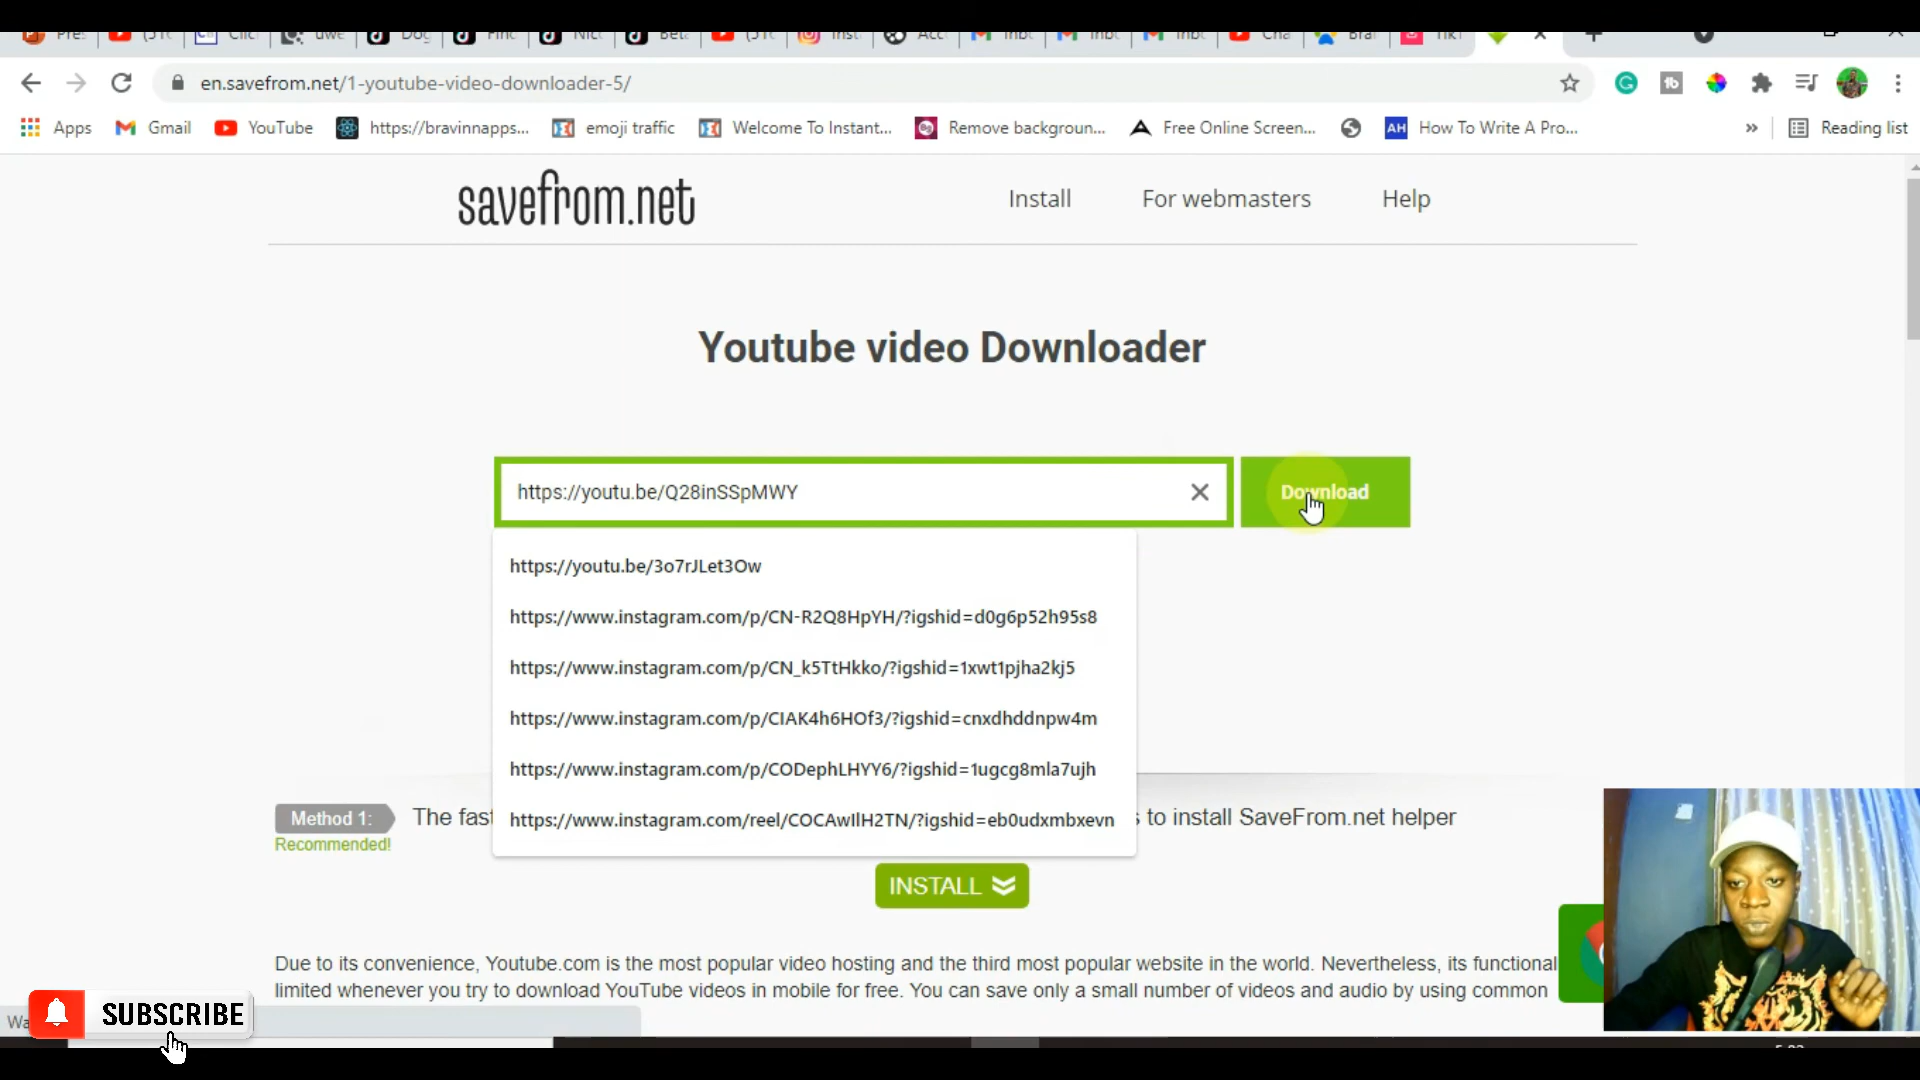 en.savefrom.net/1-youtube-video-downloader-5/
Apps Gmail YouTube https://bravinnapps... emoji traffic Welcome To Instant... Remove backgroun... Free Online Screen... AH How To Write A Pro... » Reading list
savefrom.net Install For webmasters Help
Youtube video Downloader
https://youtu.be/Q28inSSpMWY Download
https://youtu.be/3o7rJLet3Ow
https://www.instagram.com/p/CN-R2Q8HpYH/?igshid=d0g6p52h95s8
https://www.instagram.com/p/CN_k5TtHkko/?igshid=1xwt1pjha2kj5
https://www.instagram.com/p/CIAK4h6HOf3/?igshid=cnxdhddnpw4m
https://www.instagram.com/p/CODephLHYY6/?igshid=1ugcg8mla7ujh
https://www.instagram.com/reel/COCAwIlH2TN/?igshid=eb0udxmbxevn
Method 1: The fast s to install SaveFrom.net helper
Recommended!
INSTALL
Due to its convenience, Youtube.com is the most popular video hosting and the third most popular website in the world. Nevertheless, its functional
limited whenever you try to download YouTube videos in mobile for free. You can save only a small number of videos and audio by using common
Wa
SUBSCRIBE